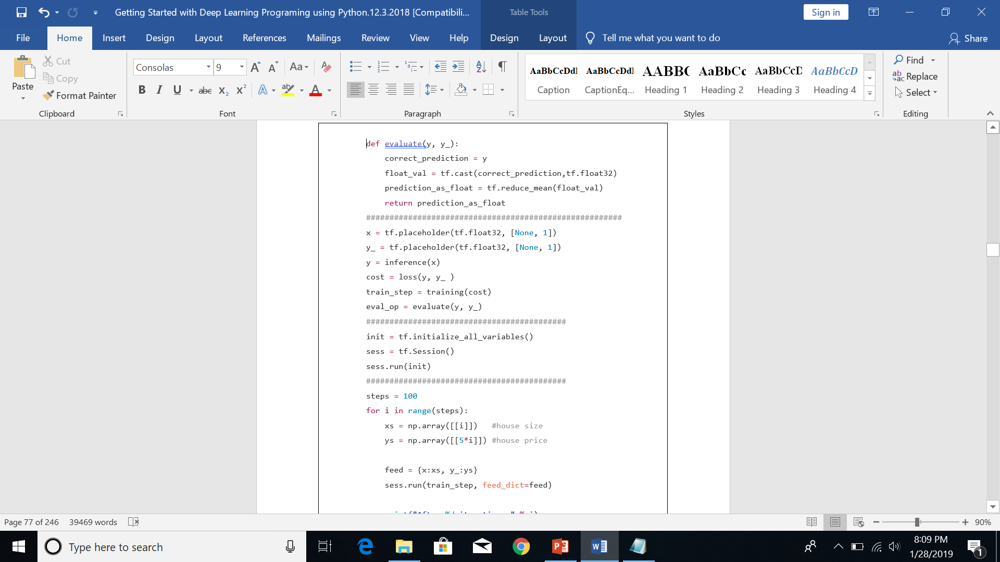 Getting Started with Deep Learning Programing using Python.12.3.2018 [Compatibili...
Table Tools
Sign in
File Home Insert Design Layout References Mailings Review View Help Design Layout Tell me what you want to do Share
Paste
Cut
Copy
Format Painter
Clipboard
Consolas 9
Font
Paragraph
AaBbCcDdI AaBbCcDdI AABBC AaBbCc AaBbCcD AaBbCcD
Caption CaptionEq... Heading 1 Heading 2 Heading 3 Heading 4
Styles
Find
Replace
Select
Editing
def evaluate(y, y_):
    correct_prediction = y
    float_val = tf.cast(correct_prediction,tf.float32)
    prediction_as_float = tf.reduce_mean(float_val)
    return prediction_as_float
#######################################################
x = tf.placeholder(tf.float32, [None, 1])
y_ = tf.placeholder(tf.float32, [None, 1])
y = inference(x)
cost = loss(y, y_ )
train_step = training(cost)
eval_op = evaluate(y, y_)
###########################################
init = tf.initialize_all_variables()
sess = tf.Session()
sess.run(init)
###########################################
steps = 100
for i in range(steps):
    xs = np.array([[i]])   #house size
    ys = np.array([[5*i]]) #house price
    feed = {x:xs, y_:ys}
    sess.run(train_step, feed_dict=feed)
Page 77 of 246 39469 words 90%
Type here to search
8:09 PM
1/28/2019
1